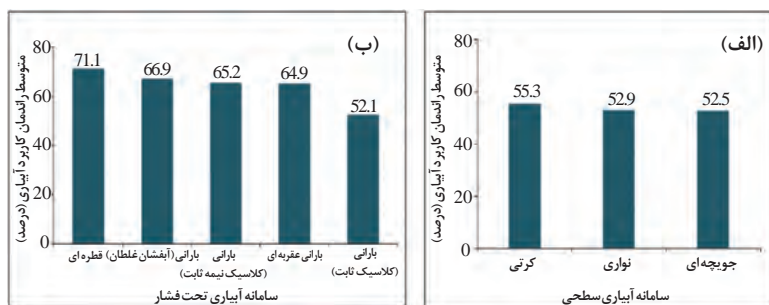 (الف)
متوسط راندمان کاربرد آبیاری (درصد)
80
60
40
20
0
55.3
52.9
52.5
کرتی
نواری
جویچه‌ای
سامانه آبیاری سطحی
(ب)
متوسط راندمان کاربرد آبیاری (درصد)
80
60
40
20
0
71.1
66.9
65.2
64.9
52.1
قطره‌ای
بارانی (آبفشان غلطان)
بارانی
(کلاسیک نیمه ثابت)
بارانی عقربه‌ای
بارانی
(کلاسیک ثابت)
سامانه آبیاری تحت فشار